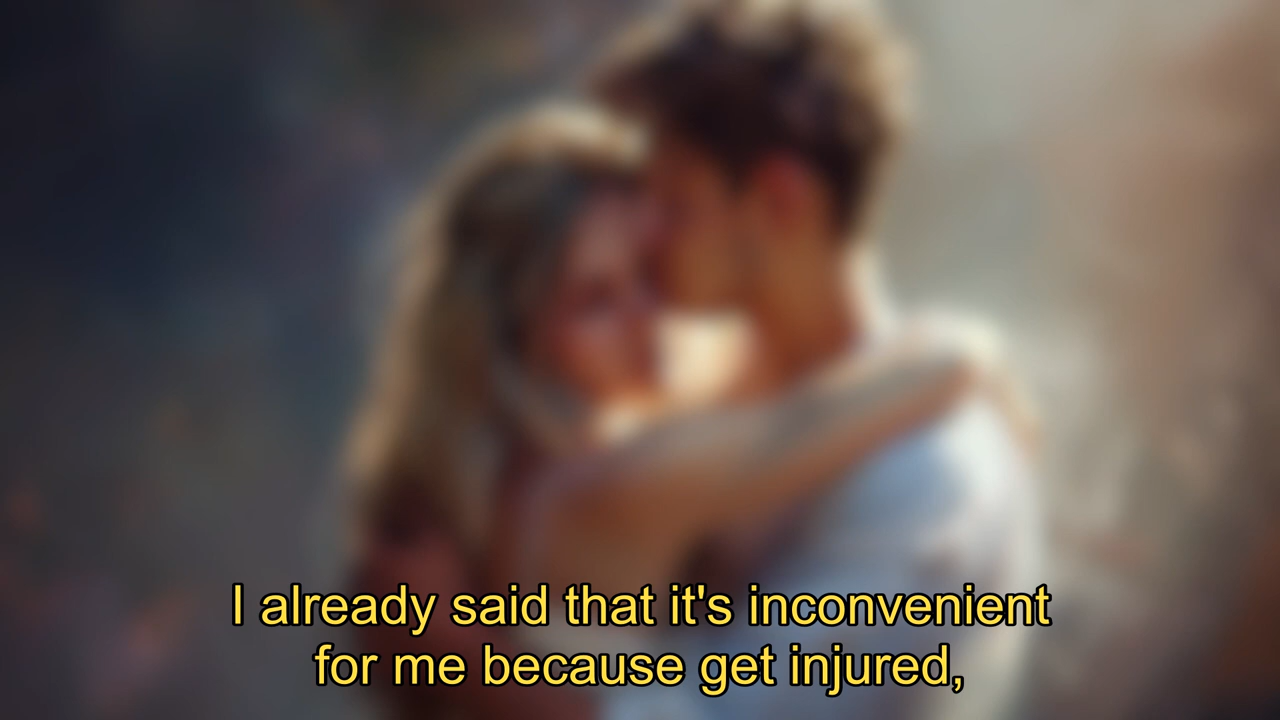 I already said that it's inconvenient
for me because get injured,